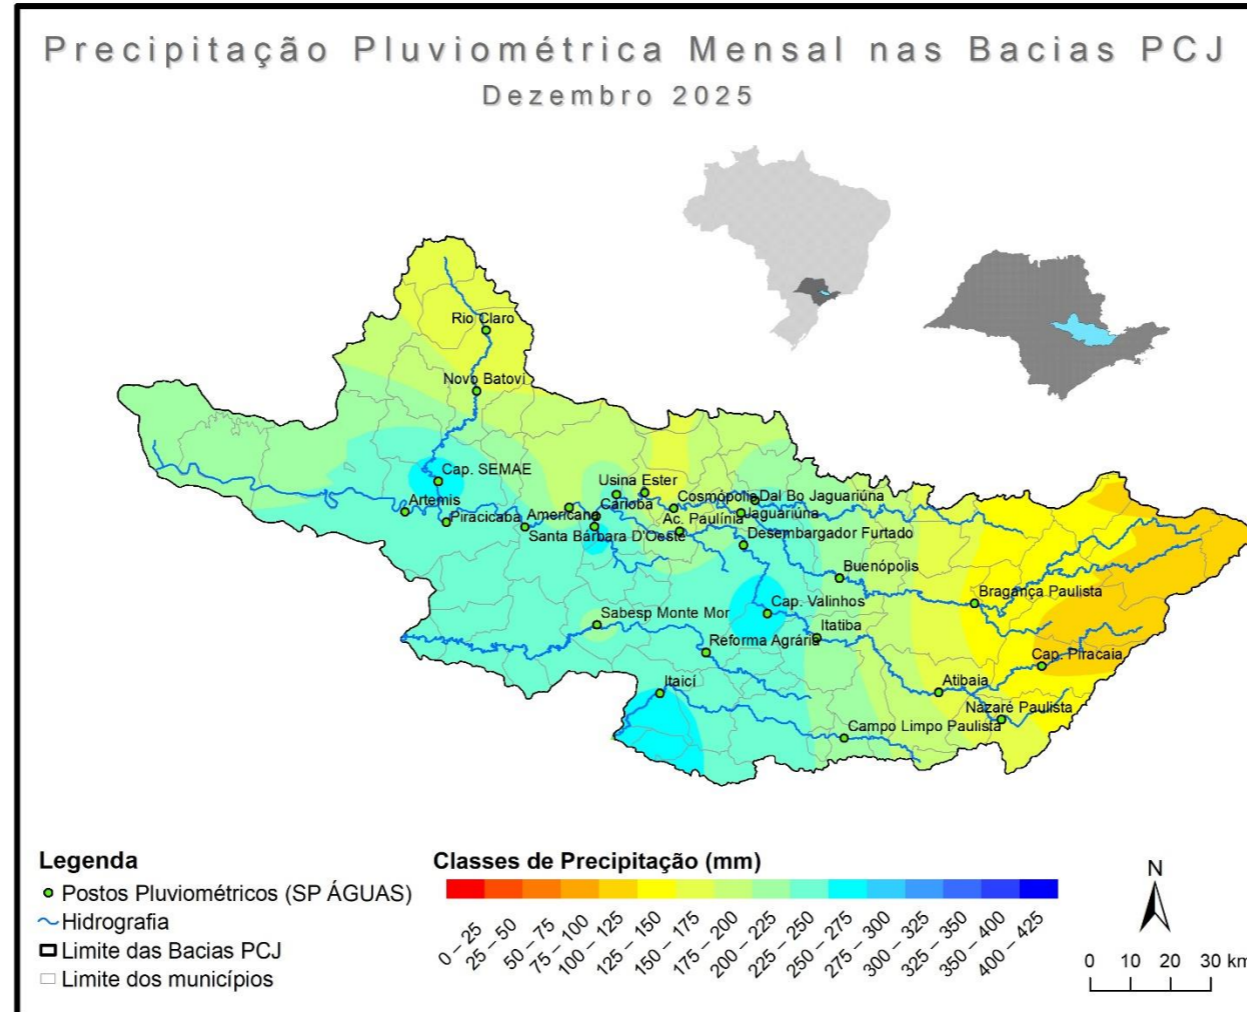 Precipitação Pluviométrica Mensal nas Bacias PCJ
Dezembro 2025
Rio Claro
Novo Batovi
Cap. SEMAE
Usina Ester
Artemis
Carioba
Cosmópolis
Dal Bo Jaguariúna
Piracicaba
Americana
Ac. Paulínia
Jaguariúna
Santa Bárbara D'Oeste
Desembargador Furtado
Buenópolis
Bragança Paulista
Cap. Valinhos
Sabesp Monte Mor
Itatiba
Reforma Agrária
Cap. Piracaia
Itaicí
Atibaia
Nazaré Paulista
Campo Limpo Paulista
Legenda
Postos Pluviométricos (SP ÁGUAS)
Hidrografia
Limite das Bacias PCJ
Limite dos municípios
Classes de Precipitação (mm)
0 – 25
25 – 50
50 – 75
75 – 100
100 – 125
125 – 150
150 – 175
175 – 200
200 – 225
225 – 250
250 – 275
275 – 300
300 – 325
325 – 350
350 – 400
400 – 425
N
0 10 20 30 km